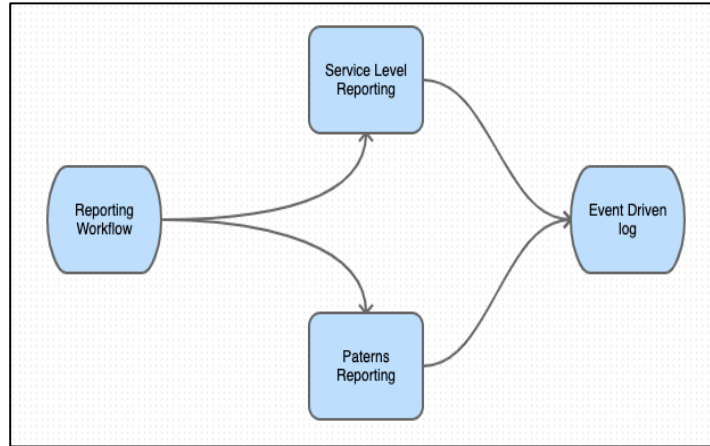 Service Level
Reporting
Reporting
Workflow
Event Driven
log
Paterns
Reporting